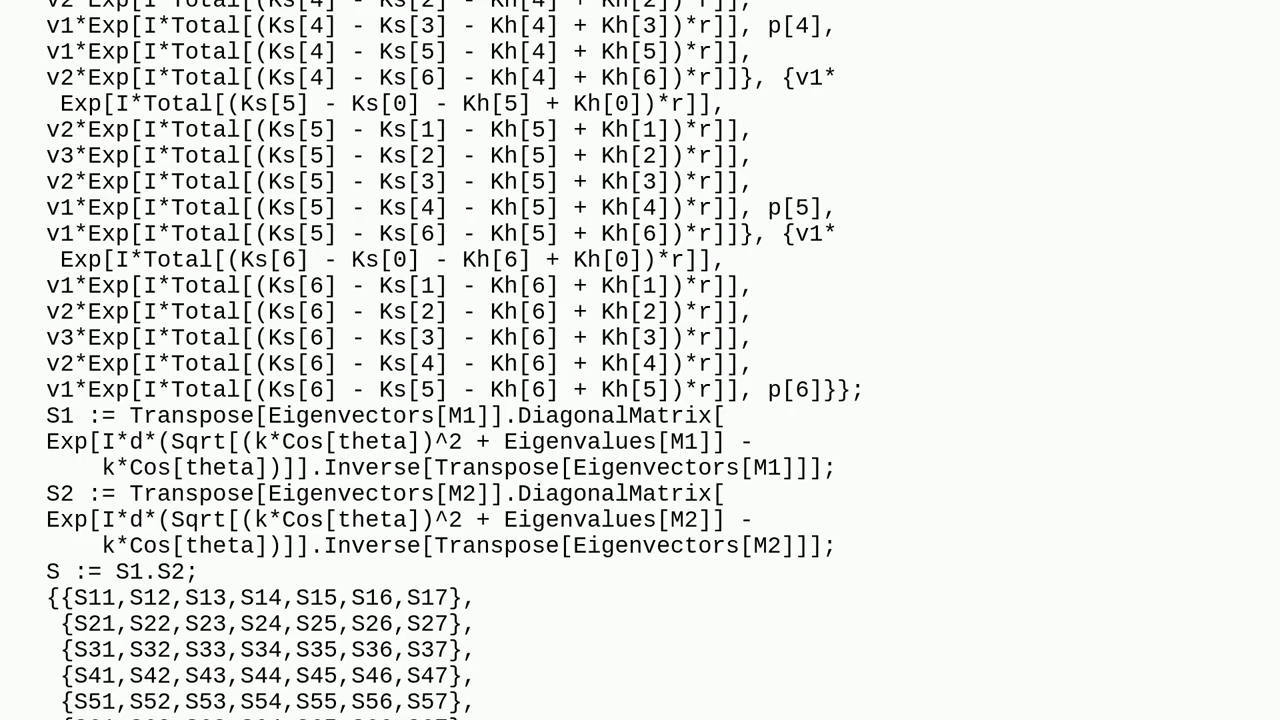 v2*Exp[I*Total[(Ks[4] - Ks[2] - Kh[4] + Kh[2])*r]],
v1*Exp[I*Total[(Ks[4] - Ks[3] - Kh[4] + Kh[3])*r]], p[4],
v1*Exp[I*Total[(Ks[4] - Ks[5] - Kh[4] + Kh[5])*r]],
v2*Exp[I*Total[(Ks[4] - Ks[6] - Kh[4] + Kh[6])*r]]}, {v1*
 Exp[I*Total[(Ks[5] - Ks[0] - Kh[5] + Kh[0])*r]],
v2*Exp[I*Total[(Ks[5] - Ks[1] - Kh[5] + Kh[1])*r]],
v3*Exp[I*Total[(Ks[5] - Ks[2] - Kh[5] + Kh[2])*r]],
v2*Exp[I*Total[(Ks[5] - Ks[3] - Kh[5] + Kh[3])*r]],
v1*Exp[I*Total[(Ks[5] - Ks[4] - Kh[5] + Kh[4])*r]], p[5],
v1*Exp[I*Total[(Ks[5] - Ks[6] - Kh[5] + Kh[6])*r]]}, {v1*
 Exp[I*Total[(Ks[6] - Ks[0] - Kh[6] + Kh[0])*r]],
v1*Exp[I*Total[(Ks[6] - Ks[1] - Kh[6] + Kh[1])*r]],
v2*Exp[I*Total[(Ks[6] - Ks[2] - Kh[6] + Kh[2])*r]],
v3*Exp[I*Total[(Ks[6] - Ks[3] - Kh[6] + Kh[3])*r]],
v2*Exp[I*Total[(Ks[6] - Ks[4] - Kh[6] + Kh[4])*r]],
v1*Exp[I*Total[(Ks[6] - Ks[5] - Kh[6] + Kh[5])*r]], p[6]}};
S1 := Transpose[Eigenvectors[M1]].DiagonalMatrix[
Exp[I*d*(Sqrt[(k*Cos[theta])^2 + Eigenvalues[M1]] -
    k*Cos[theta])]].Inverse[Transpose[Eigenvectors[M1]]];
S2 := Transpose[Eigenvectors[M2]].DiagonalMatrix[
Exp[I*d*(Sqrt[(k*Cos[theta])^2 + Eigenvalues[M2]] -
    k*Cos[theta])]].Inverse[Transpose[Eigenvectors[M2]]];
S := S1.S2;
{{S11,S12,S13,S14,S15,S16,S17},
 {S21,S22,S23,S24,S25,S26,S27},
 {S31,S32,S33,S34,S35,S36,S37},
 {S41,S42,S43,S44,S45,S46,S47},
 {S51,S52,S53,S54,S55,S56,S57},